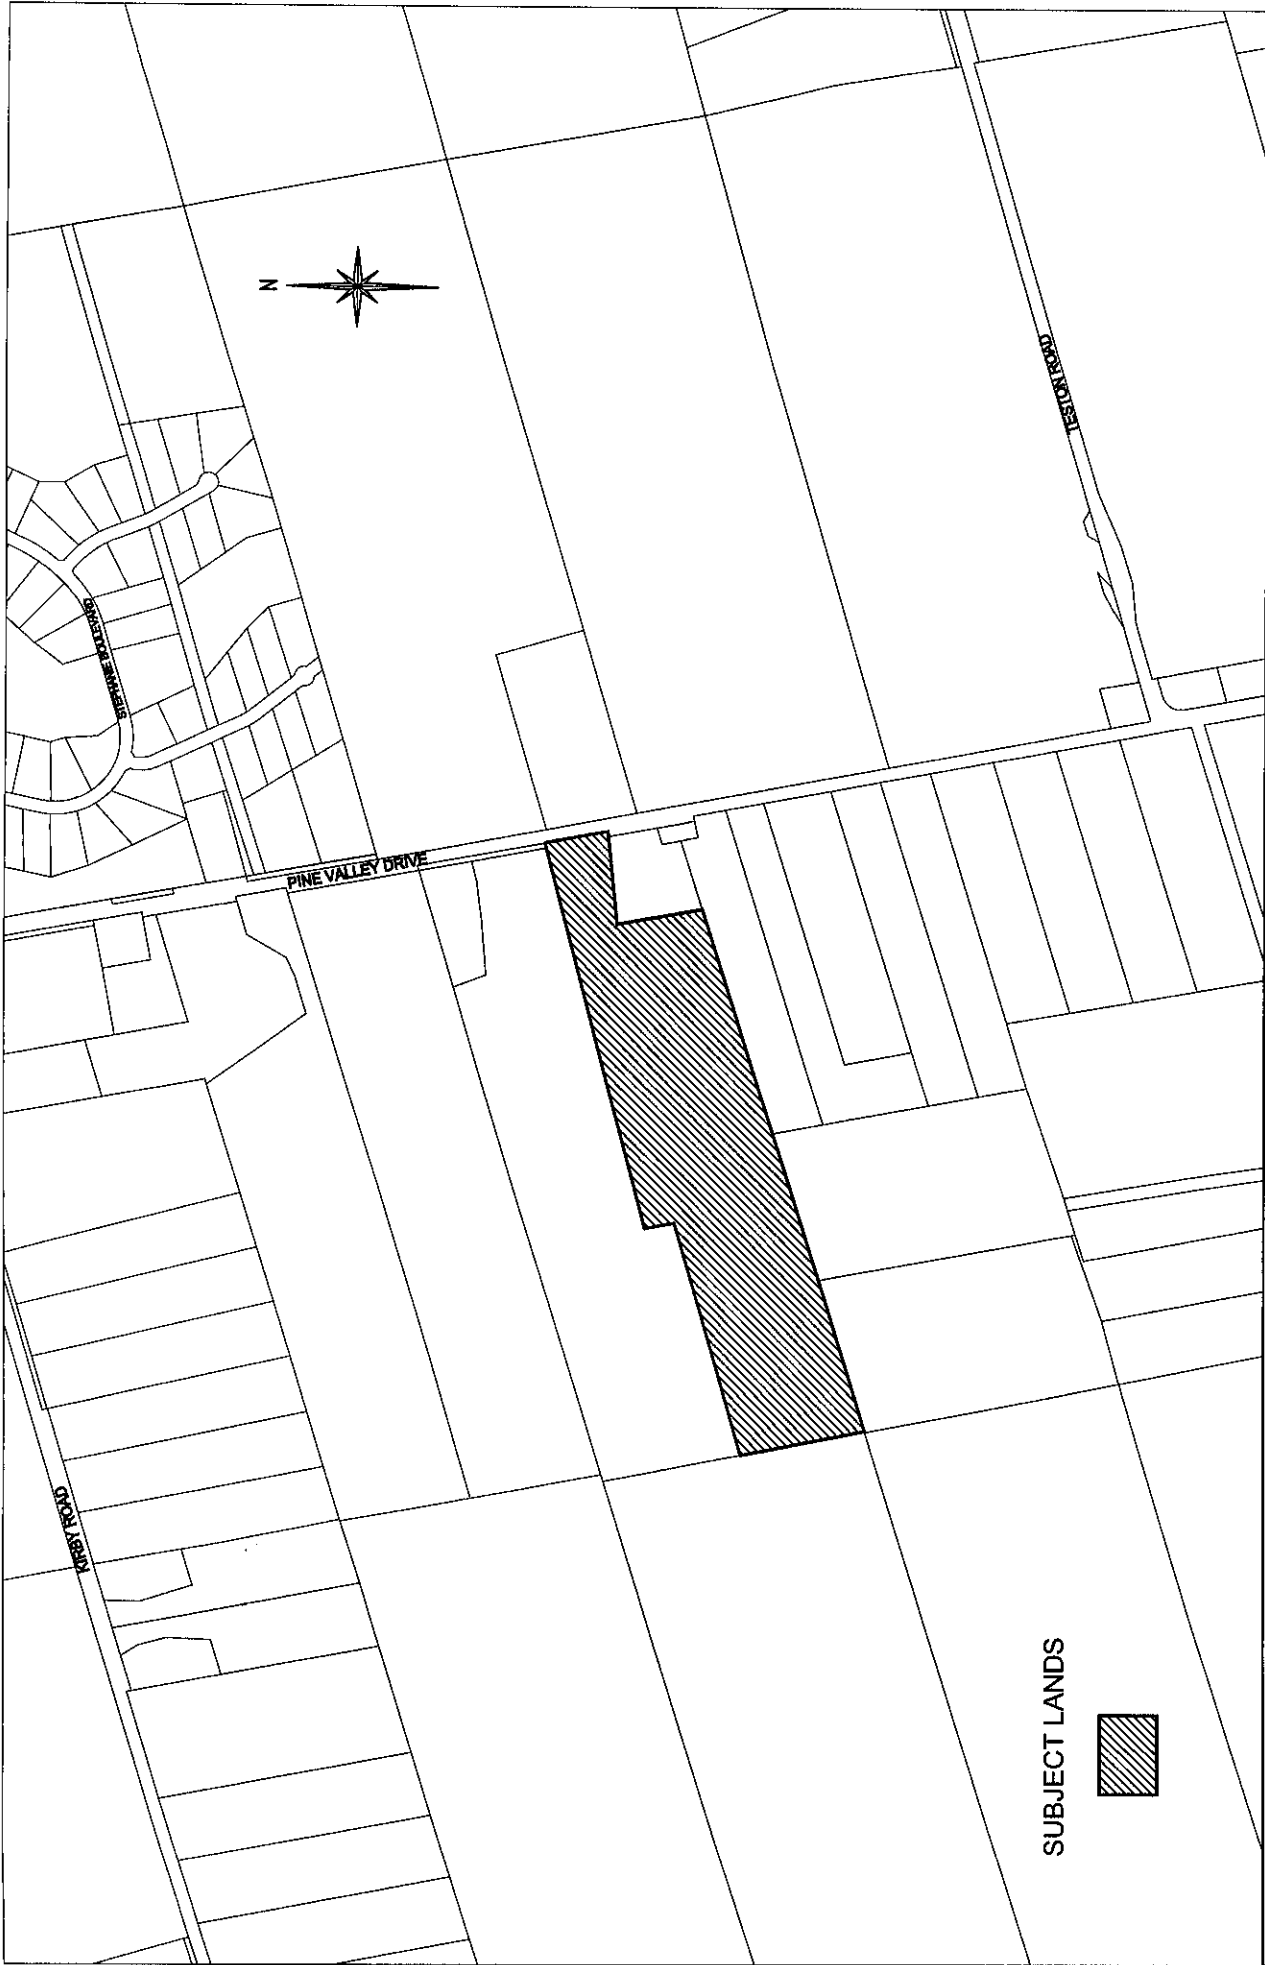 N
STEPHANIE BOULEVARD
PINE VALLEY DRIVE
TESTON ROAD
KIRBY ROAD
SUBJECT LANDS